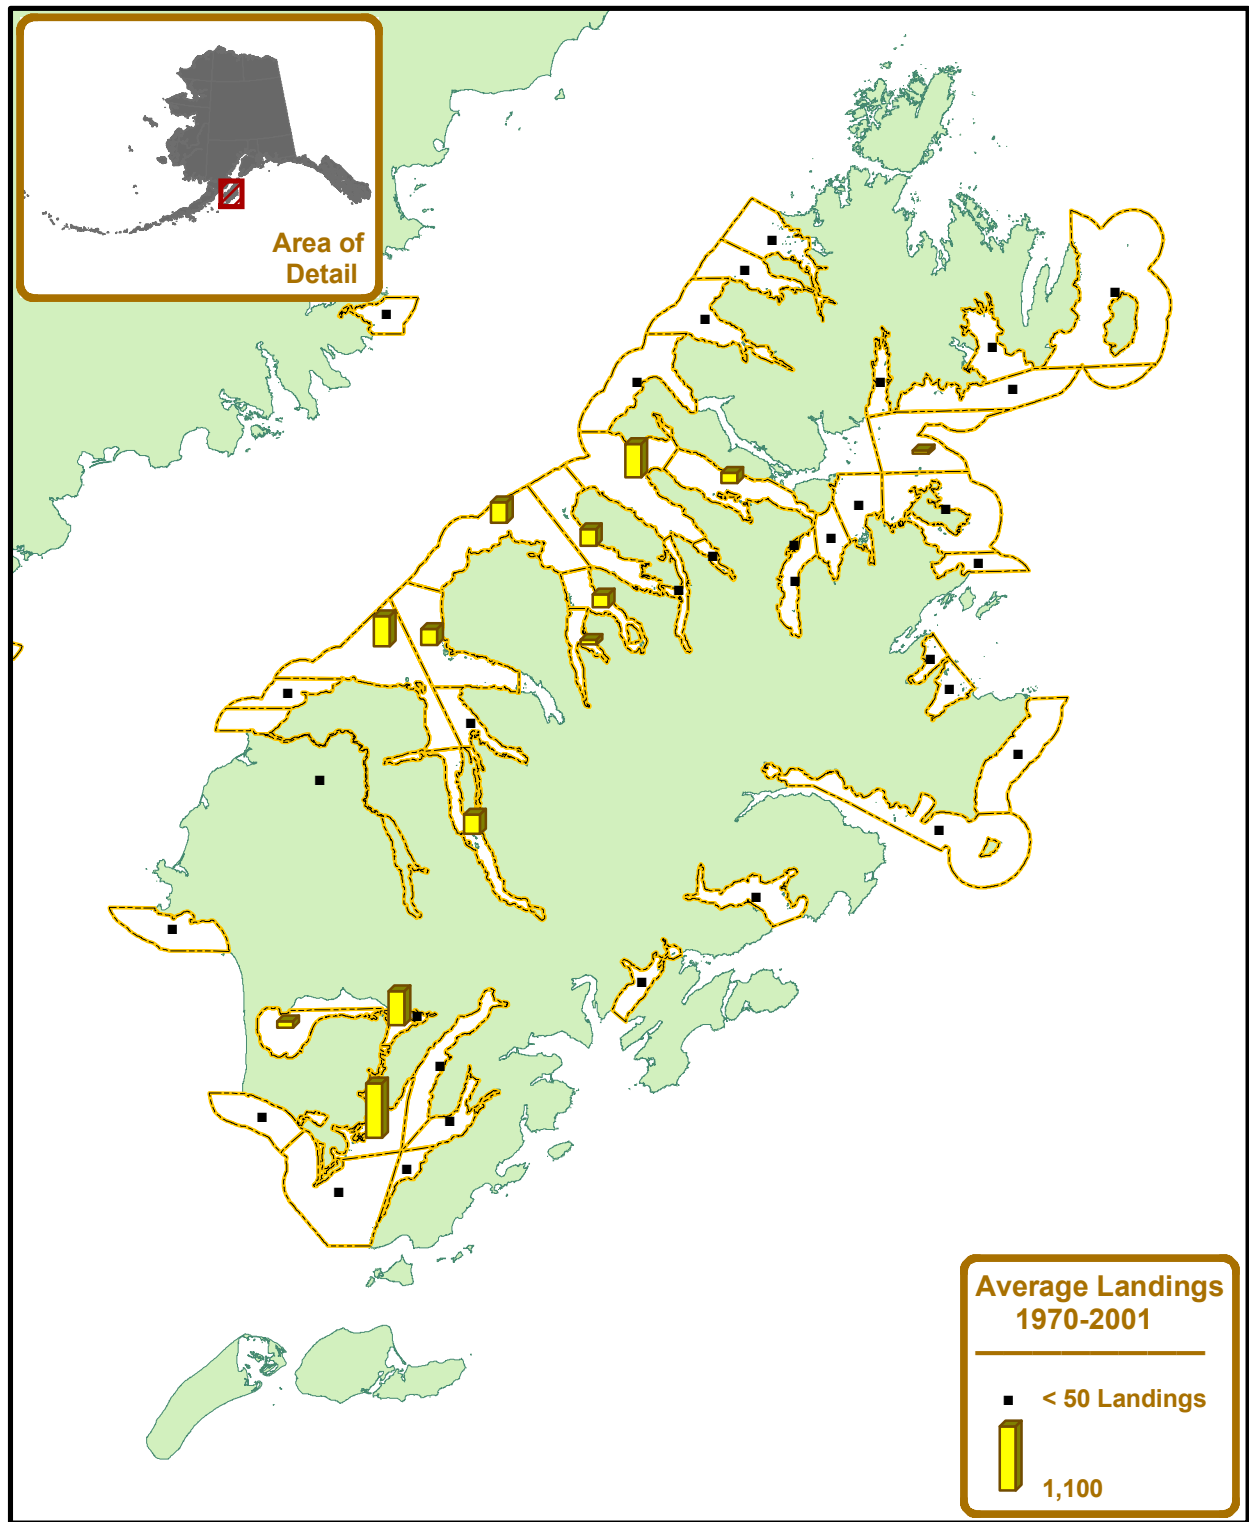 Area of
Detail
Average Landings
1970-2001
< 50 Landings
1,100